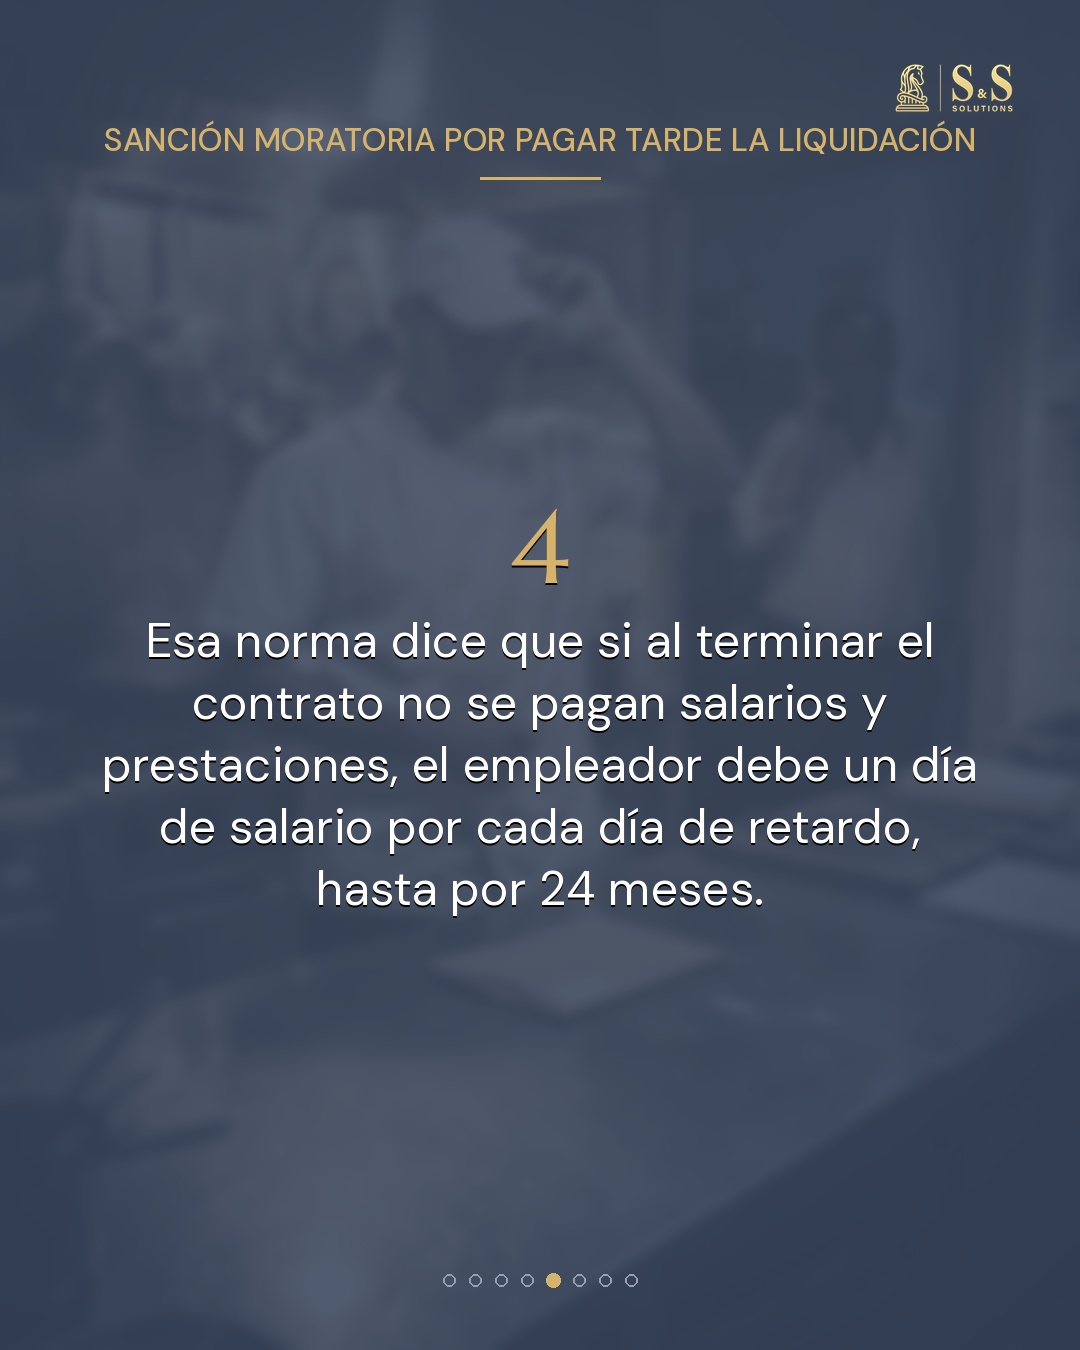 S&S
SOLUTIONS
SANCIÓN MORATORIA POR PAGAR TARDE LA LIQUIDACIÓN
4
Esa norma dice que si al terminar el
contrato no se pagan salarios y
prestaciones, el empleador debe un día
de salario por cada día de retardo,
hasta por 24 meses.